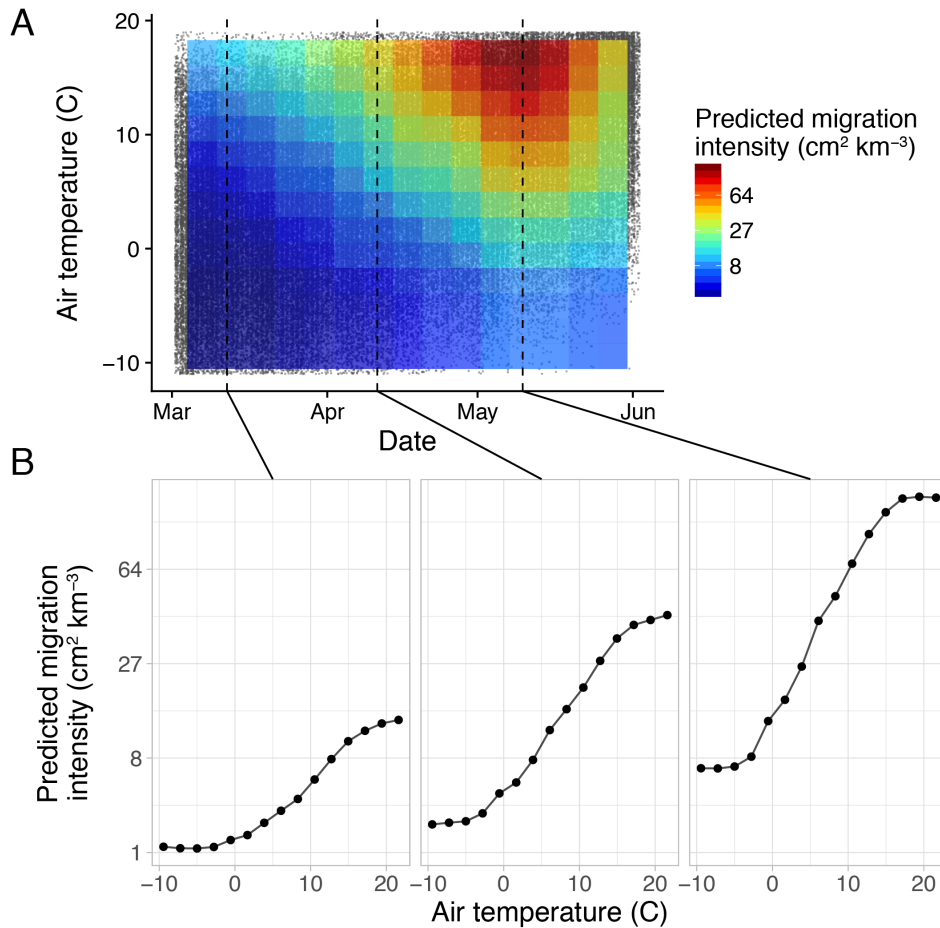 A
20
10
0
−10
Air temperature (C)
Mar
Apr
May
Jun
Date
Predicted migration
intensity (cm² km⁻³)
64
27
8
B
64
27
8
1
Predicted migration
intensity (cm² km⁻³)
−10
0
10
20
−10
0
10
20
−10
0
10
20
Air temperature (C)